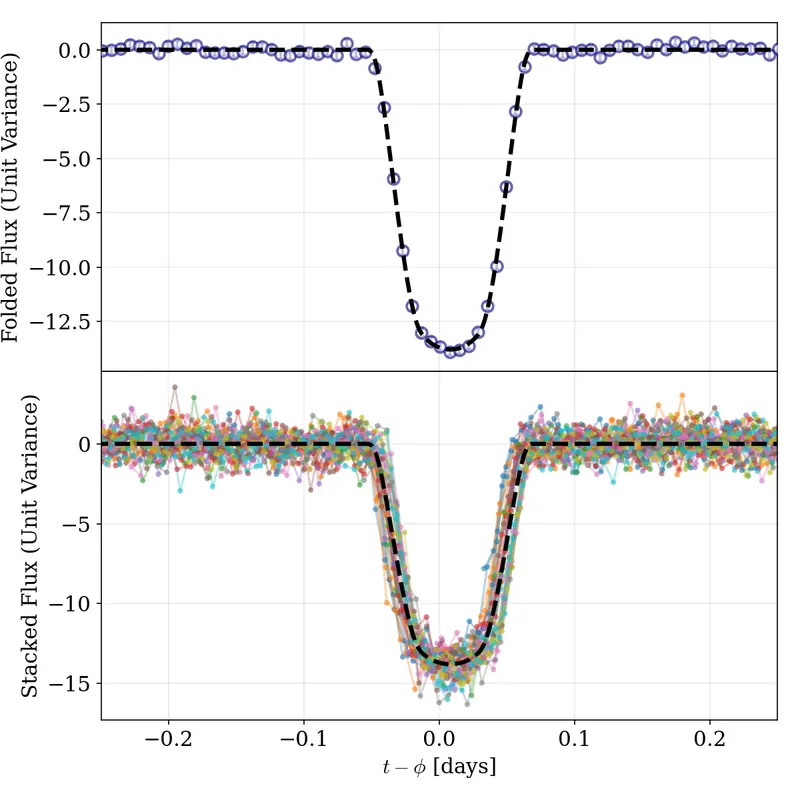 Folded Flux (Unit Variance)
0.0
−2.5
−5.0
−7.5
−10.0
−12.5
Stacked Flux (Unit Variance)
0
−5
−10
−15
−0.2 −0.1 0.0 0.1 0.2
t − ϕ [days]